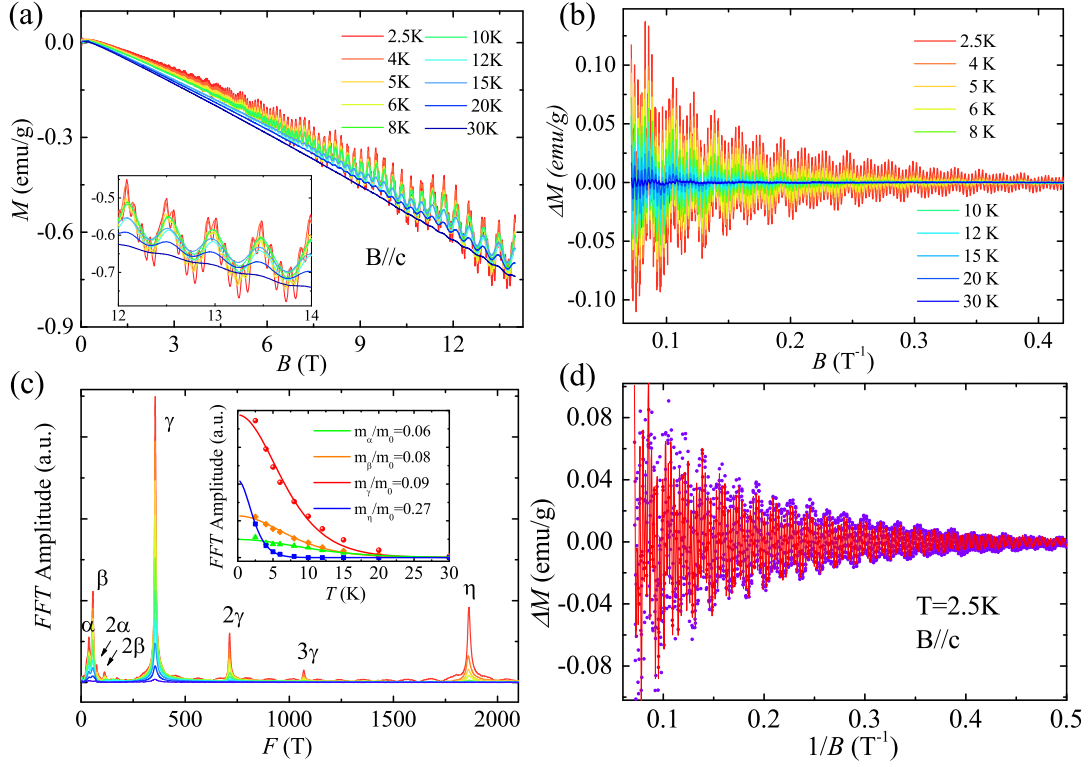 (a)
0.0
-0.3
-0.6
-0.9
M (emu/g)
2.5K
4K
5K
6K
8K
10K
12K
15K
20K
30K
B//c
-0.5
-0.6
-0.7
12
13
14
0
3
6
9
12
B (T)
(b)
0.10
0.05
0.00
-0.05
-0.10
ΔM (emu/g)
2.5K
4 K
5 K
6 K
8 K
10 K
12 K
15 K
20 K
30 K
0.1
0.2
0.3
0.4
B (T⁻¹)
(c)
FFT Amplitude (a.u.)
α
β
2α
2β
γ
2γ
3γ
η
FFT Amplitude (a.u.)
mα/m0=0.06
mβ/m0=0.08
mγ/m0=0.09
mη/m0=0.27
0
5
10
15
20
25
30
T (K)
0
500
1000
1500
2000
F (T)
(d)
0.08
0.04
0.00
-0.04
-0.08
ΔM (emu/g)
T=2.5K
B//c
0.1
0.2
0.3
0.4
0.5
1/B (T⁻¹)